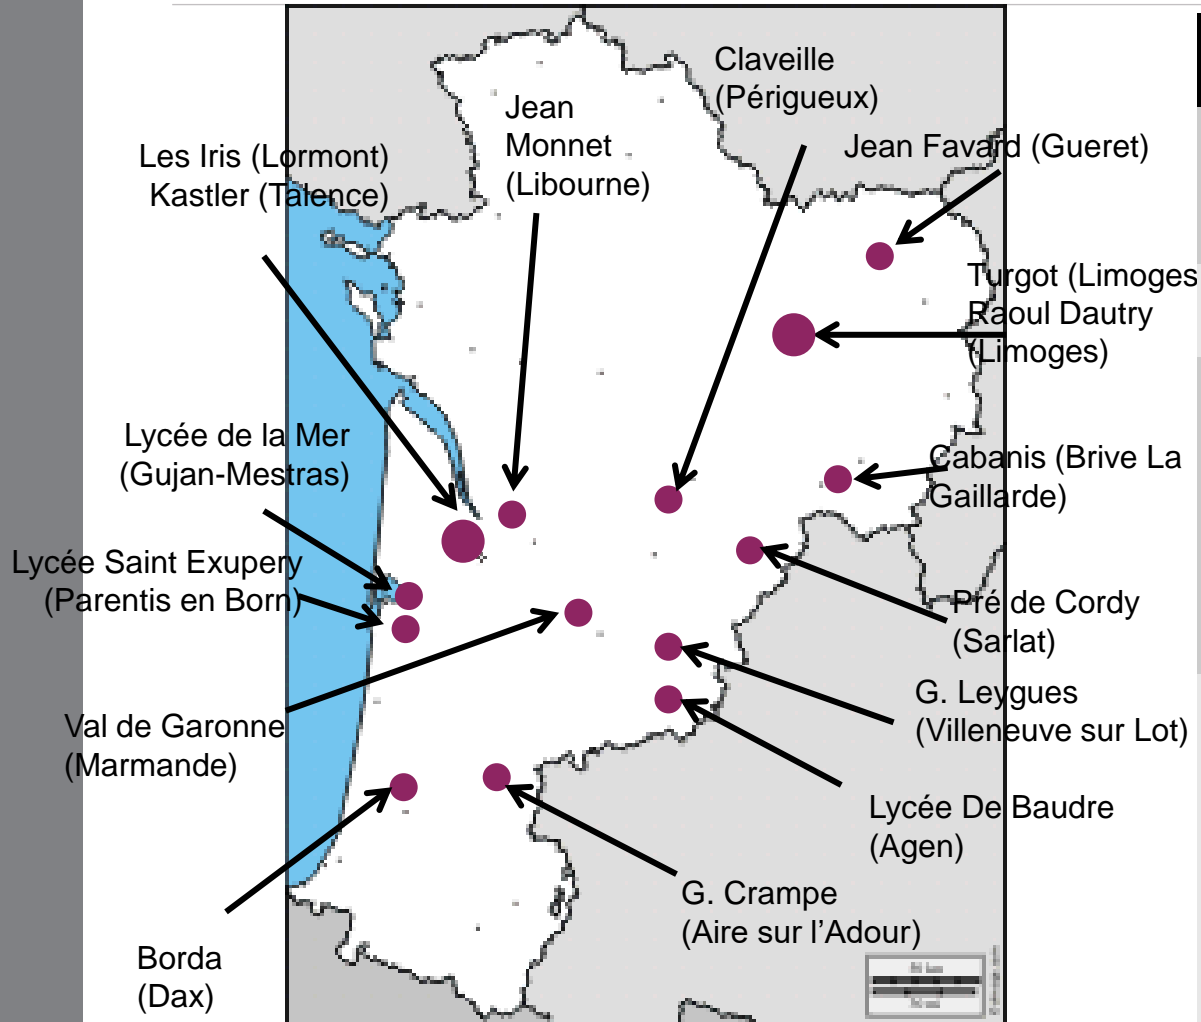 Claveille
(Périgueux)
Jean
Monnet
(Libourne)
Jean Favard (Gueret)
Les Iris (Lormont)
Kastler (Talence)
Turgot (Limoges
Raoul Dautry
(Limoges)
Lycée de la Mer
(Gujan-Mestras)
Cabanis (Brive La
Gaillarde)
Lycée Saint Exupery
(Parentis en Born)
Pré de Cordy
(Sarlat)
G. Leygues
(Villeneuve sur Lot)
Val de Garonne
(Marmande)
Lycée De Baudre
(Agen)
G. Crampe
(Aire sur l’Adour)
Borda
(Dax)